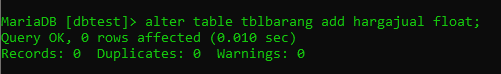 MariaDB [dbtest]> alter table tblbarang add hargajual float;
Query OK, 0 rows affected (0.010 sec)
Records: 0  Duplicates: 0  Warnings: 0